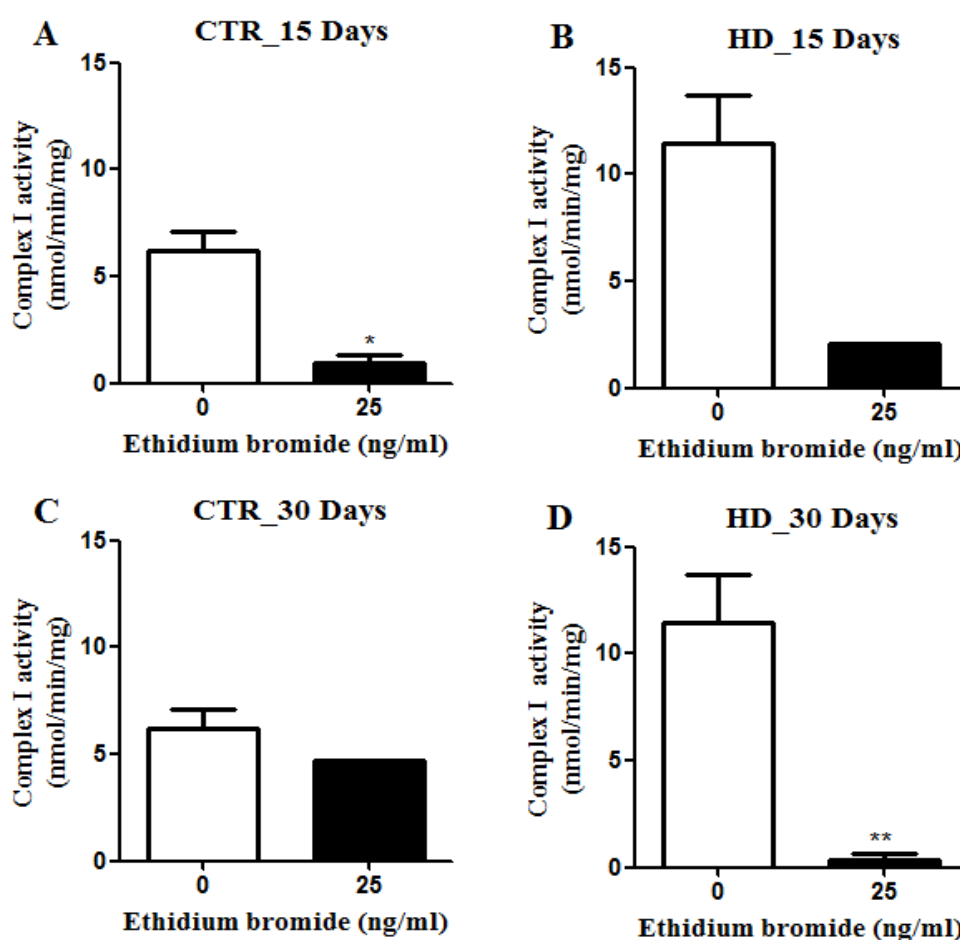 A
CTR_15 Days
15
10
5
0
Complex I activity
(nmol/min/mg)
*
0
25
Ethidium bromide (ng/ml)
B
HD_15 Days
15
10
5
0
Complex I activity
(nmol/min/mg)
0
25
Ethidium bromide (ng/ml)
C
CTR_30 Days
15
10
5
0
Complex I activity
(nmol/min/mg)
0
25
Ethidium bromide (ng/ml)
D
HD_30 Days
15
10
5
0
Complex I activity
(nmol/min/mg)
**
0
25
Ethidium bromide (ng/ml)